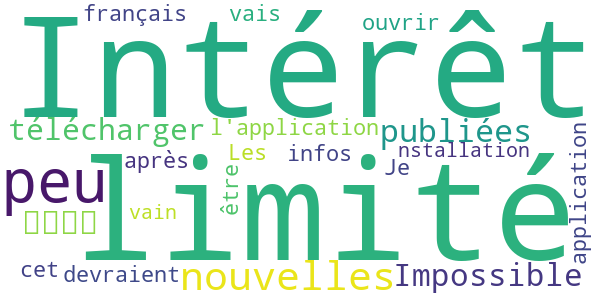 français
vais
ouvrir
Intérêt
télécharger
l'application
publiées
peu
après
Les
infos
Je
nstallation
limité
être
vain
application
cet
devraient
nouvelles
Impossible